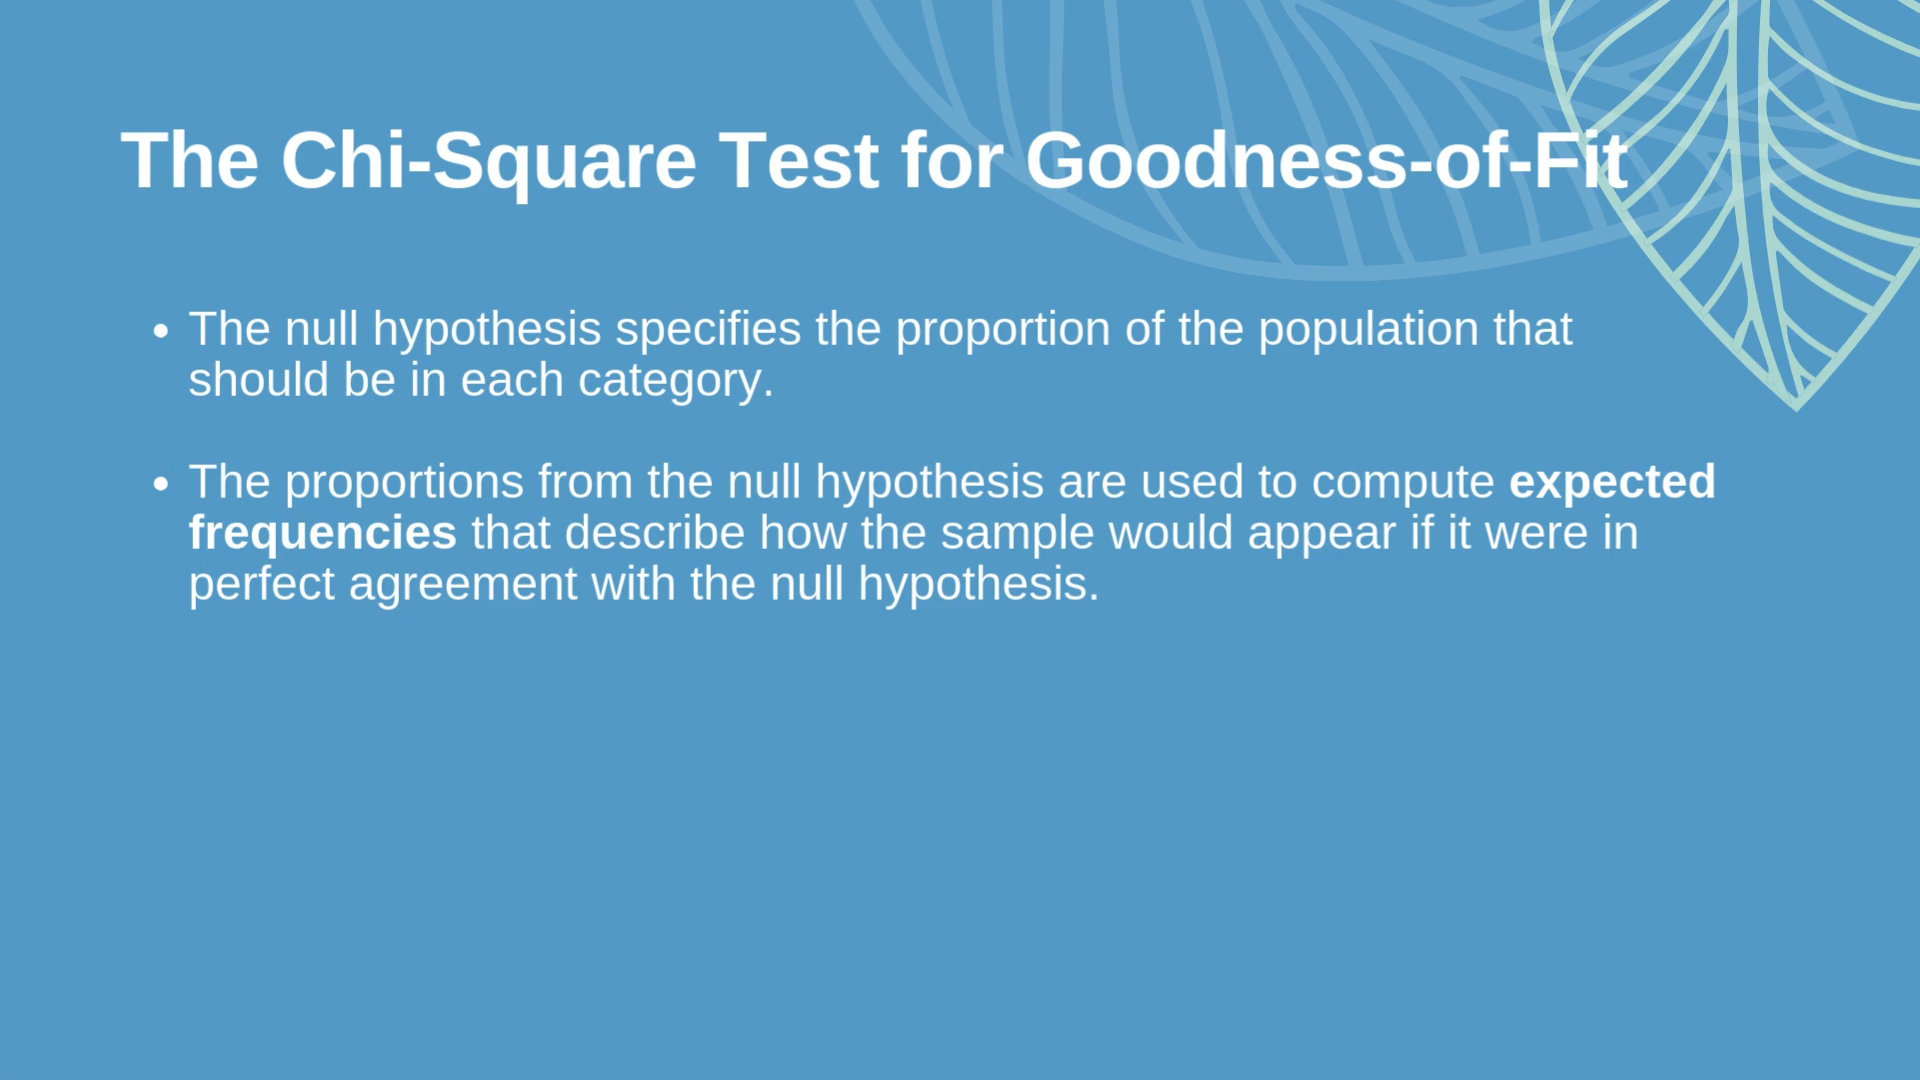 The Chi-Square Test for Goodness-of-Fit
• The null hypothesis specifies the proportion of the population that
should be in each category.
• The proportions from the null hypothesis are used to compute expected
frequencies that describe how the sample would appear if it were in
perfect agreement with the null hypothesis.